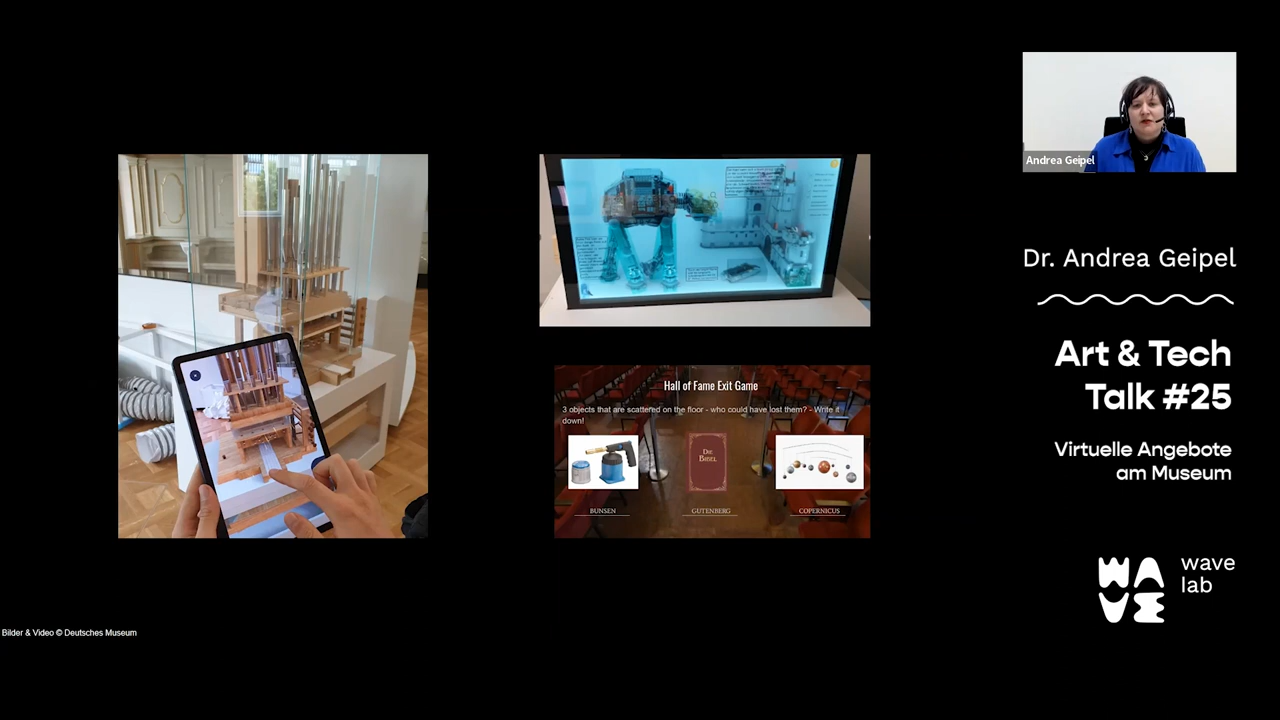 Andrea Geipel
Dr. Andrea Geipel
Art & Tech
Talk #25
Virtuelle Angebote
am Museum
WAVE
wave
lab
Hall of Fame Exit Game
3 objects that are scattered on the floor - who could have lost them? - Write it
down!
DIE
BIBEL
BUNSEN
GUTENBERG
COPERNICUS
Bilder & Video © Deutsches Museum